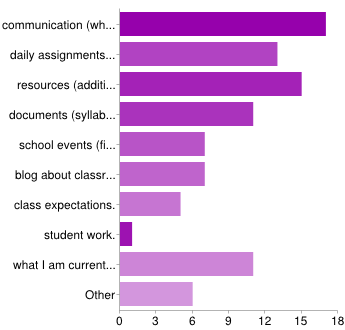 communication (wh...
daily assignments...
resources (additi...
documents (syllab...
school events (fi...
blog about classr...
class expectations.
student work.
what I am current...
Other
0 3 6 9 12 15 18